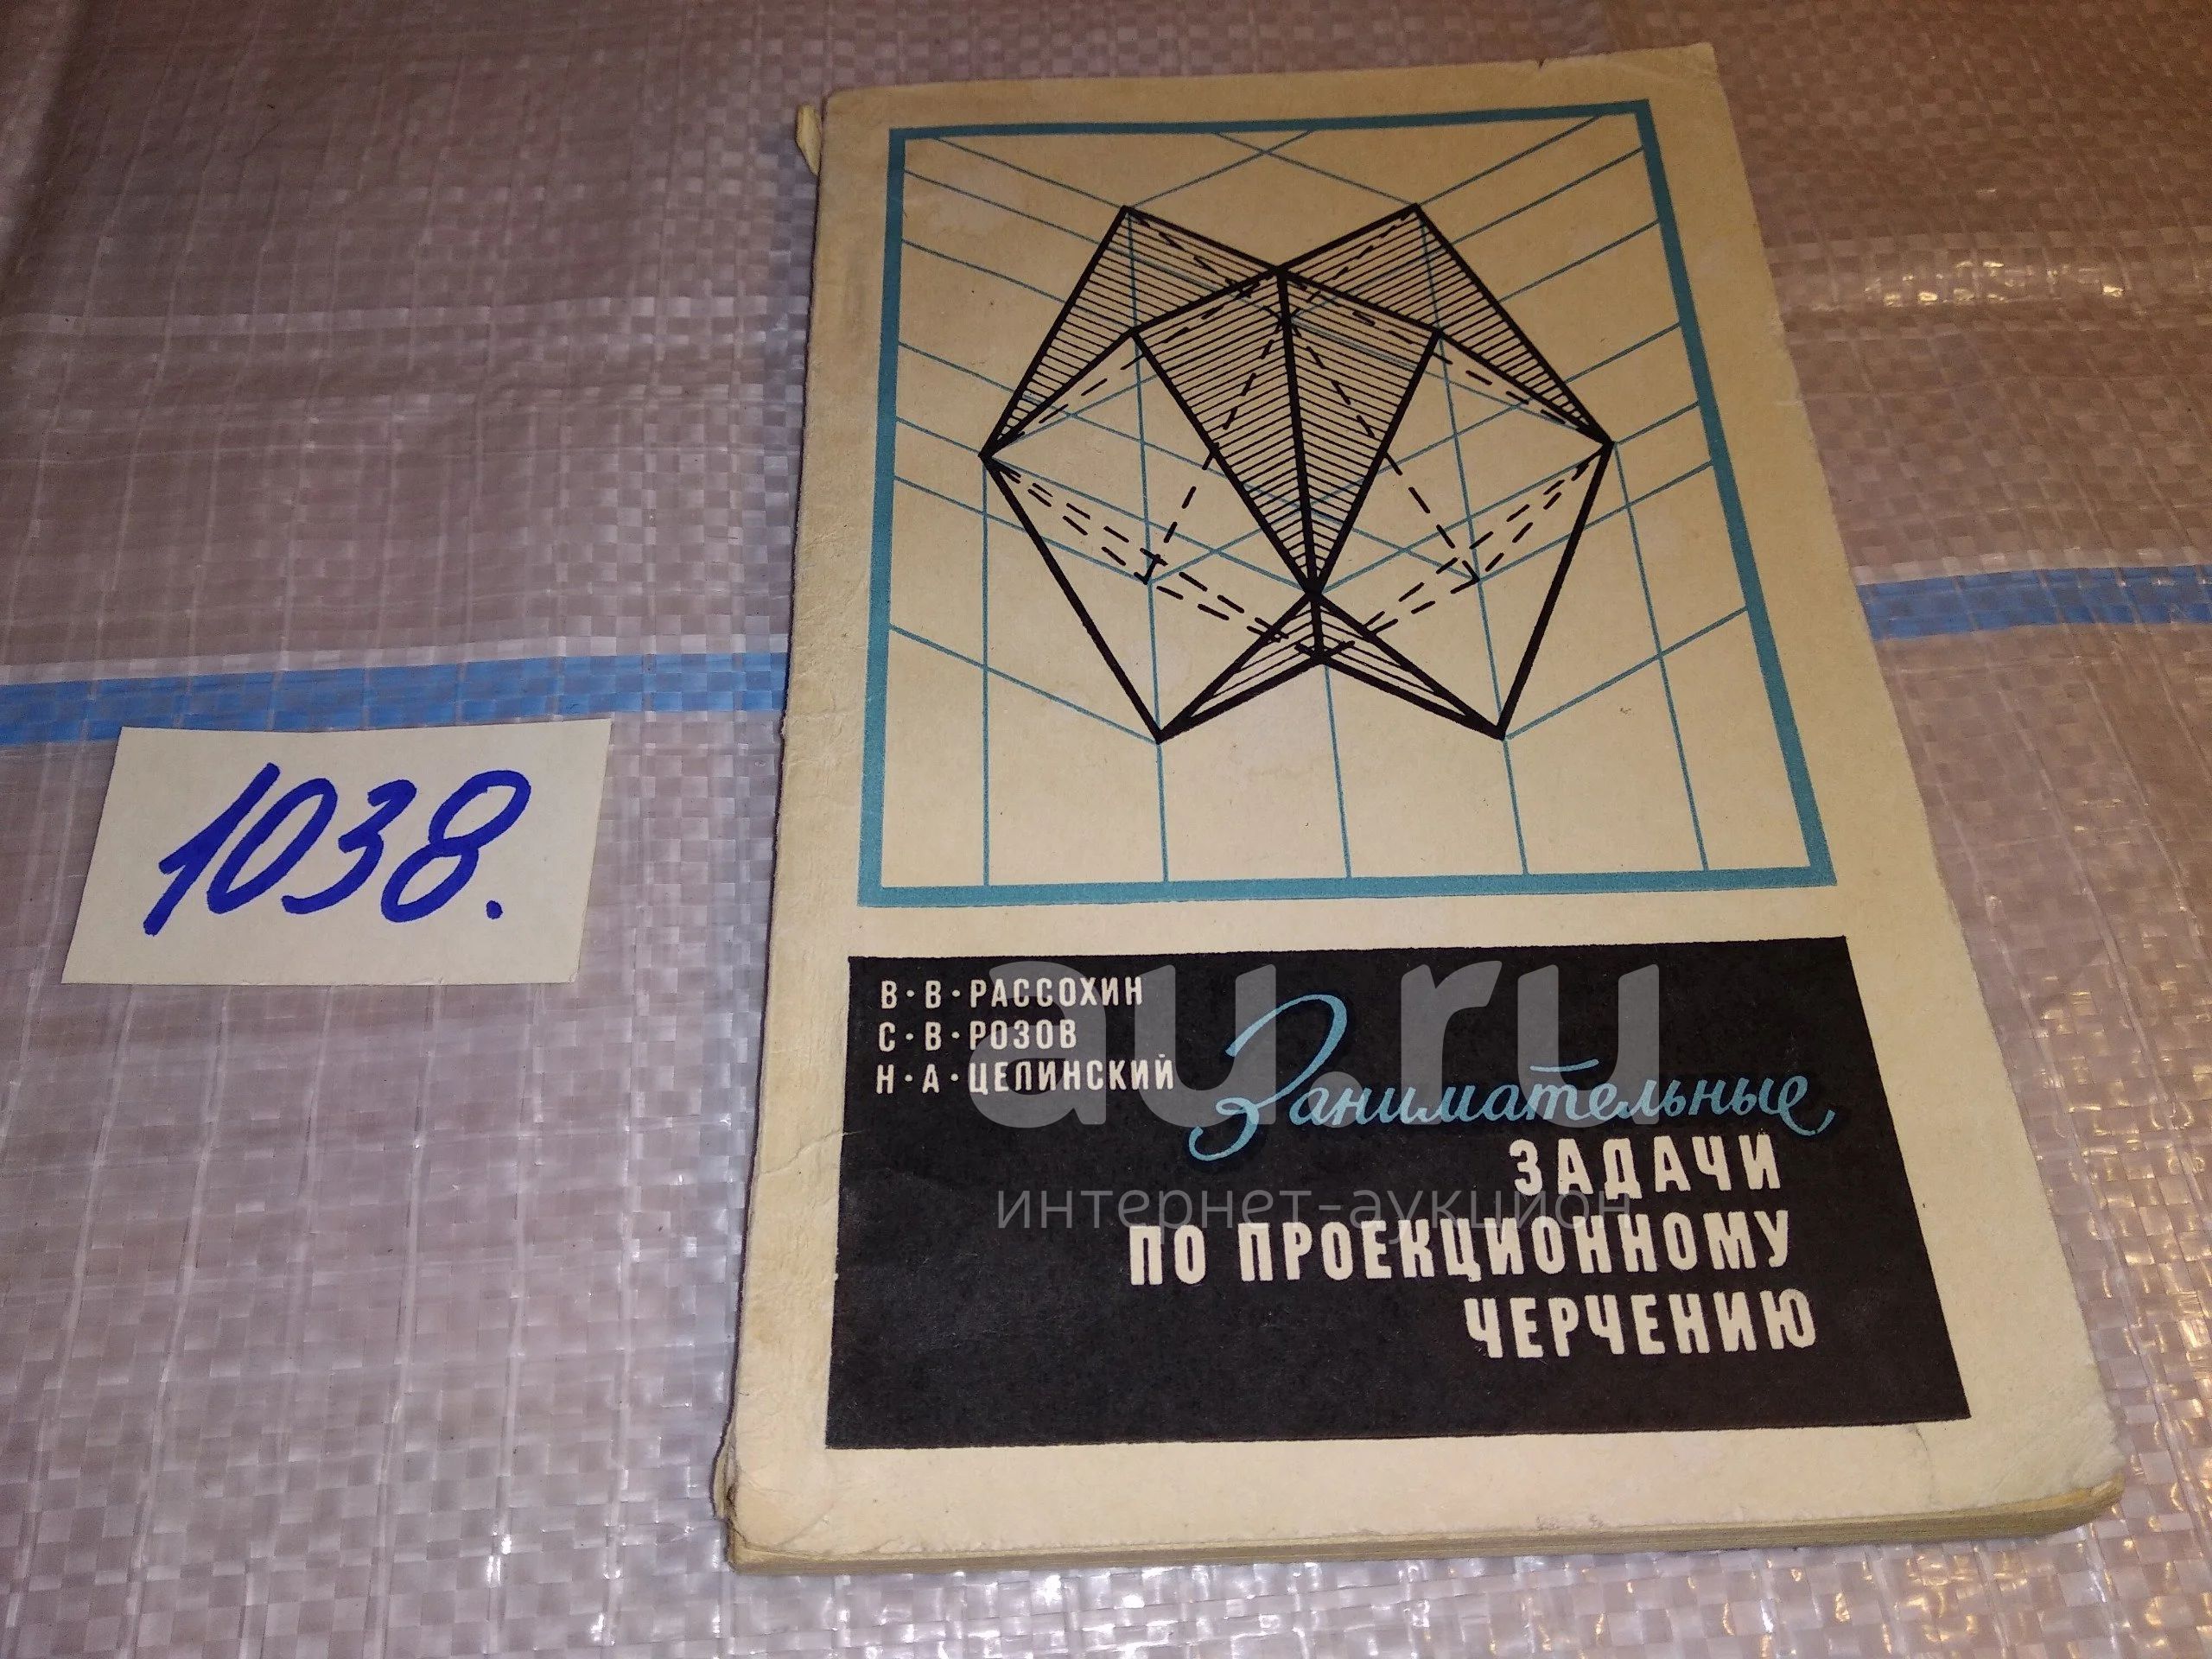 1038.
В·В·РАССОХИН
С·В·РОЗОВ
Н·А·ЦЕЛИНСКИЙ
Занимательные
ЗАДАЧИ
ПО ПРОЕКЦИОННОМУ
ЧЕРЧЕНИЮ
au.ru
интернет-аукцион